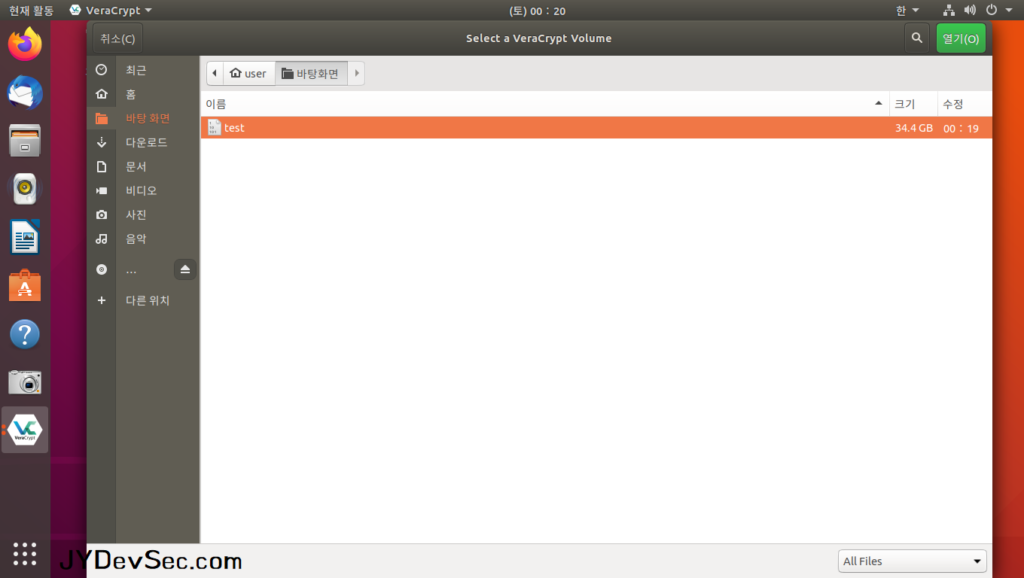 현재 활동 VeraCrypt (토) 00 : 20 한
취소(C) Select a VeraCrypt Volume 열기(O)
최근
홈
바탕 화면
다운로드
문서
비디오
사진
음악
...
다른 위치
user 바탕화면
이름 크기 수정
test 34.4 GB 00 : 19
VeraCrypt
JYDevSec.com
All Files